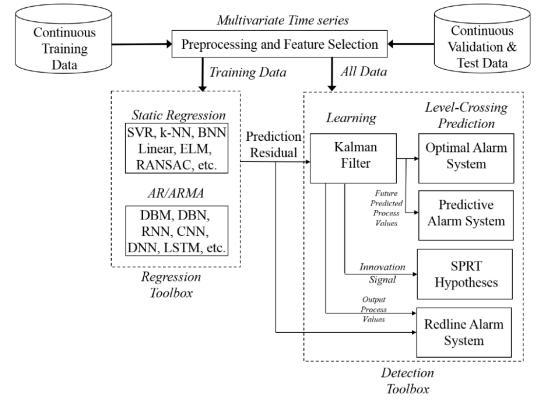 Multivariate Time series
Continuous
Training
Data
Preprocessing and Feature Selection
Continuous
Validation &
Test Data
Training Data
All Data
Static Regression
SVR, k-NN, BNN
Linear, ELM,
RANSAC, etc.
AR/ARMA
DBM, DBN,
RNN, CNN,
DNN, LSTM, etc.
Regression
Toolbox
Prediction
Residual
Learning
Kalman
Filter
Level-Crossing
Prediction
Optimal Alarm
System
Future
Predicted
Process
Values
Predictive
Alarm System
Innovation
Signal
SPRT
Hypotheses
Output
Process
Values
Redline Alarm
System
Detection
Toolbox